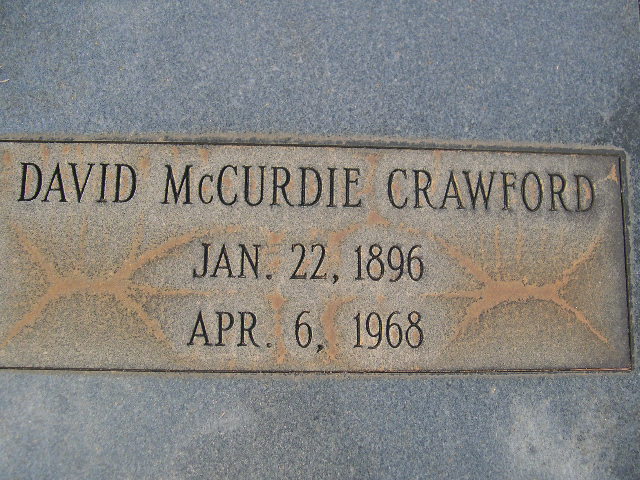 DAVID McCURDIE CRAWFORD
JAN. 22, 1896
APR. 6, 1968